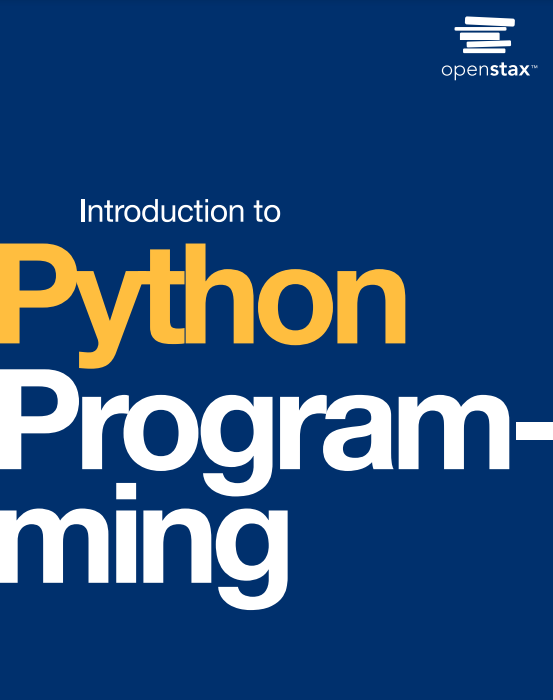 openstax™
Introduction to
Python
Program-
ming